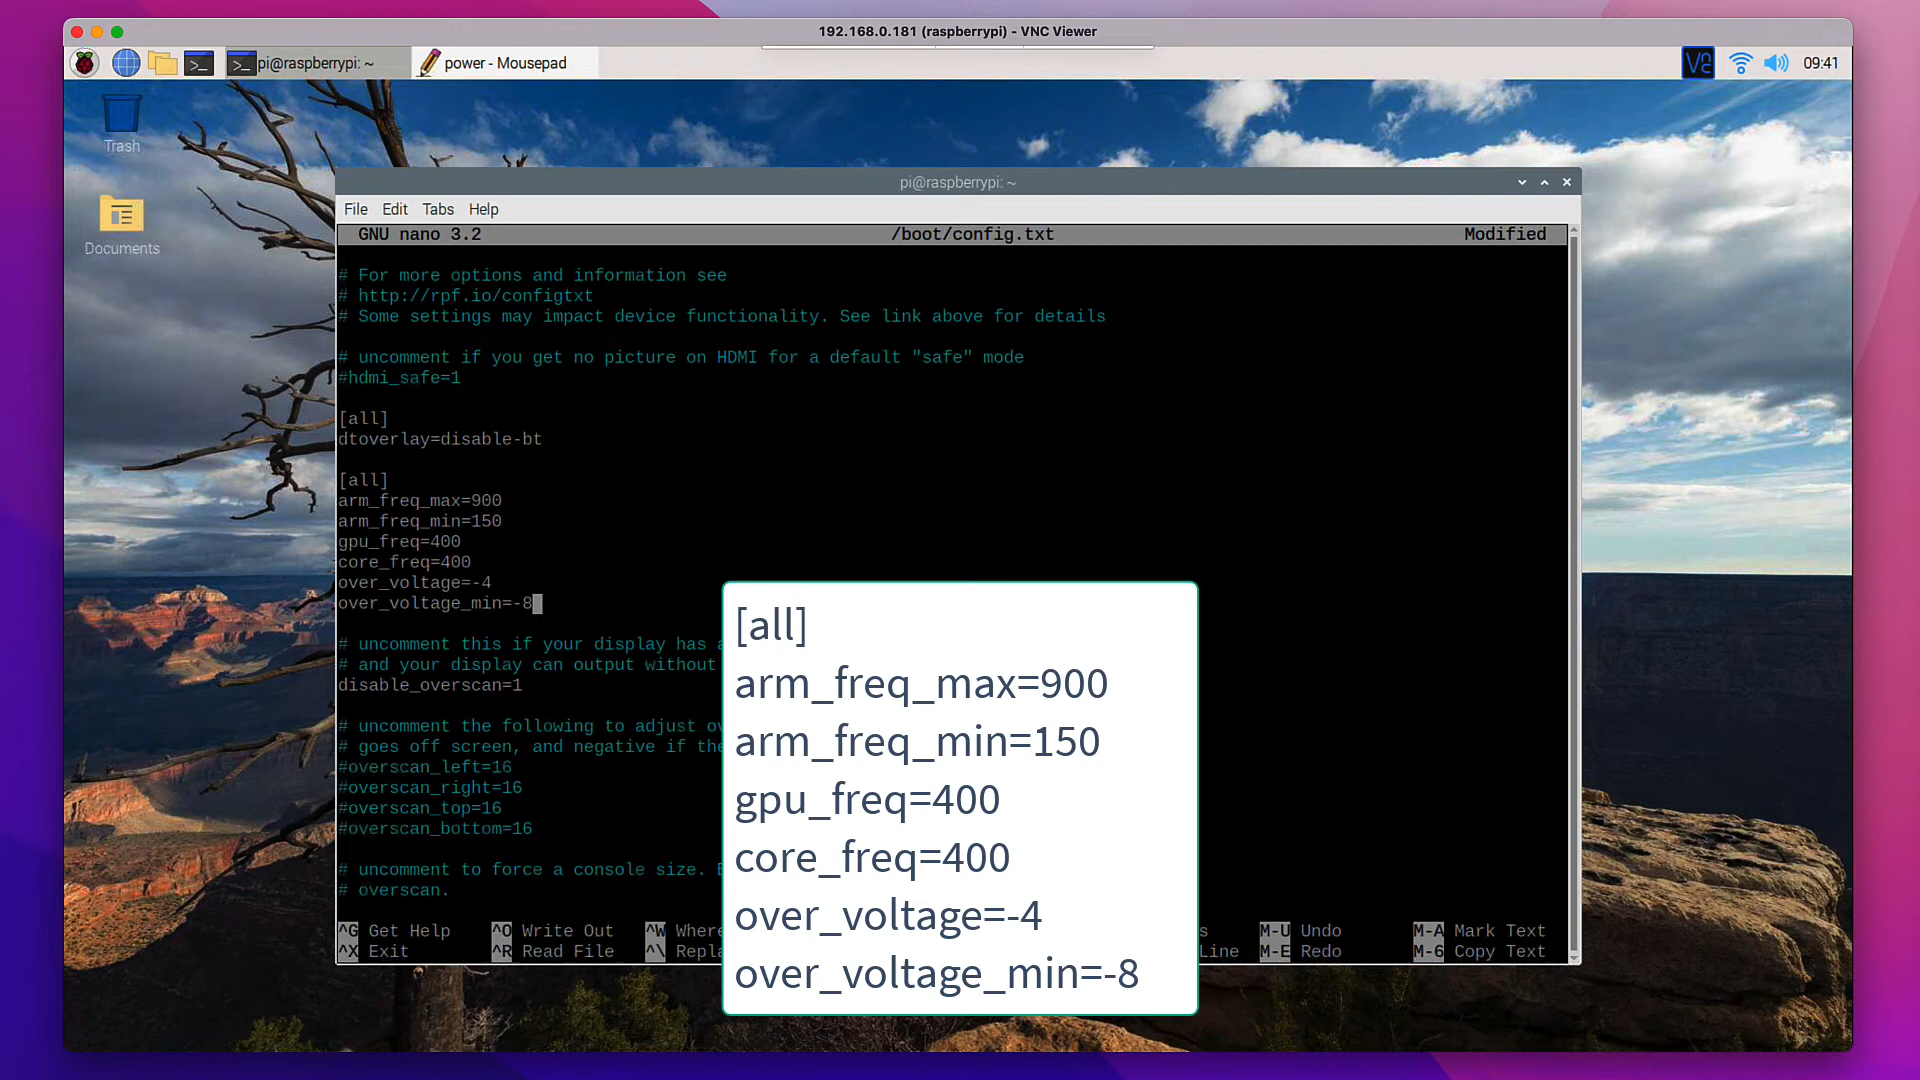 192.168.0.181 (raspberrypi) - VNC Viewer
pi@raspberrypi: ~
power - Mousepad
09:41
Trash
Documents
pi@raspberrypi: ~
File Edit Tabs Help
GNU nano 3.2 /boot/config.txt Modified
# For more options and information see
# http://rpf.io/configtxt
# Some settings may impact device functionality. See link above for details
# uncomment if you get no picture on HDMI for a default "safe" mode
#hdmi_safe=1
[all]
dtoverlay=disable-bt
[all]
arm_freq_max=900
arm_freq_min=150
gpu_freq=400
core_freq=400
over_voltage=-4
over_voltage_min=-8
# uncomment this if your display has
# and your display can output without
disable_overscan=1
# uncomment the following to adjust
# goes off screen, and negative if
#overscan_left=16
#overscan_right=16
#overscan_top=16
#overscan_bottom=16
# uncomment to force a console size.
# overscan.
^G Get Help ^O Write Out ^W M-U Undo M-A Mark Text
^X Exit ^R Read File ^\ Line M-E Redo M-6 Copy Text
[all]
arm_freq_max=900
arm_freq_min=150
gpu_freq=400
core_freq=400
over_voltage=-4
over_voltage_min=-8